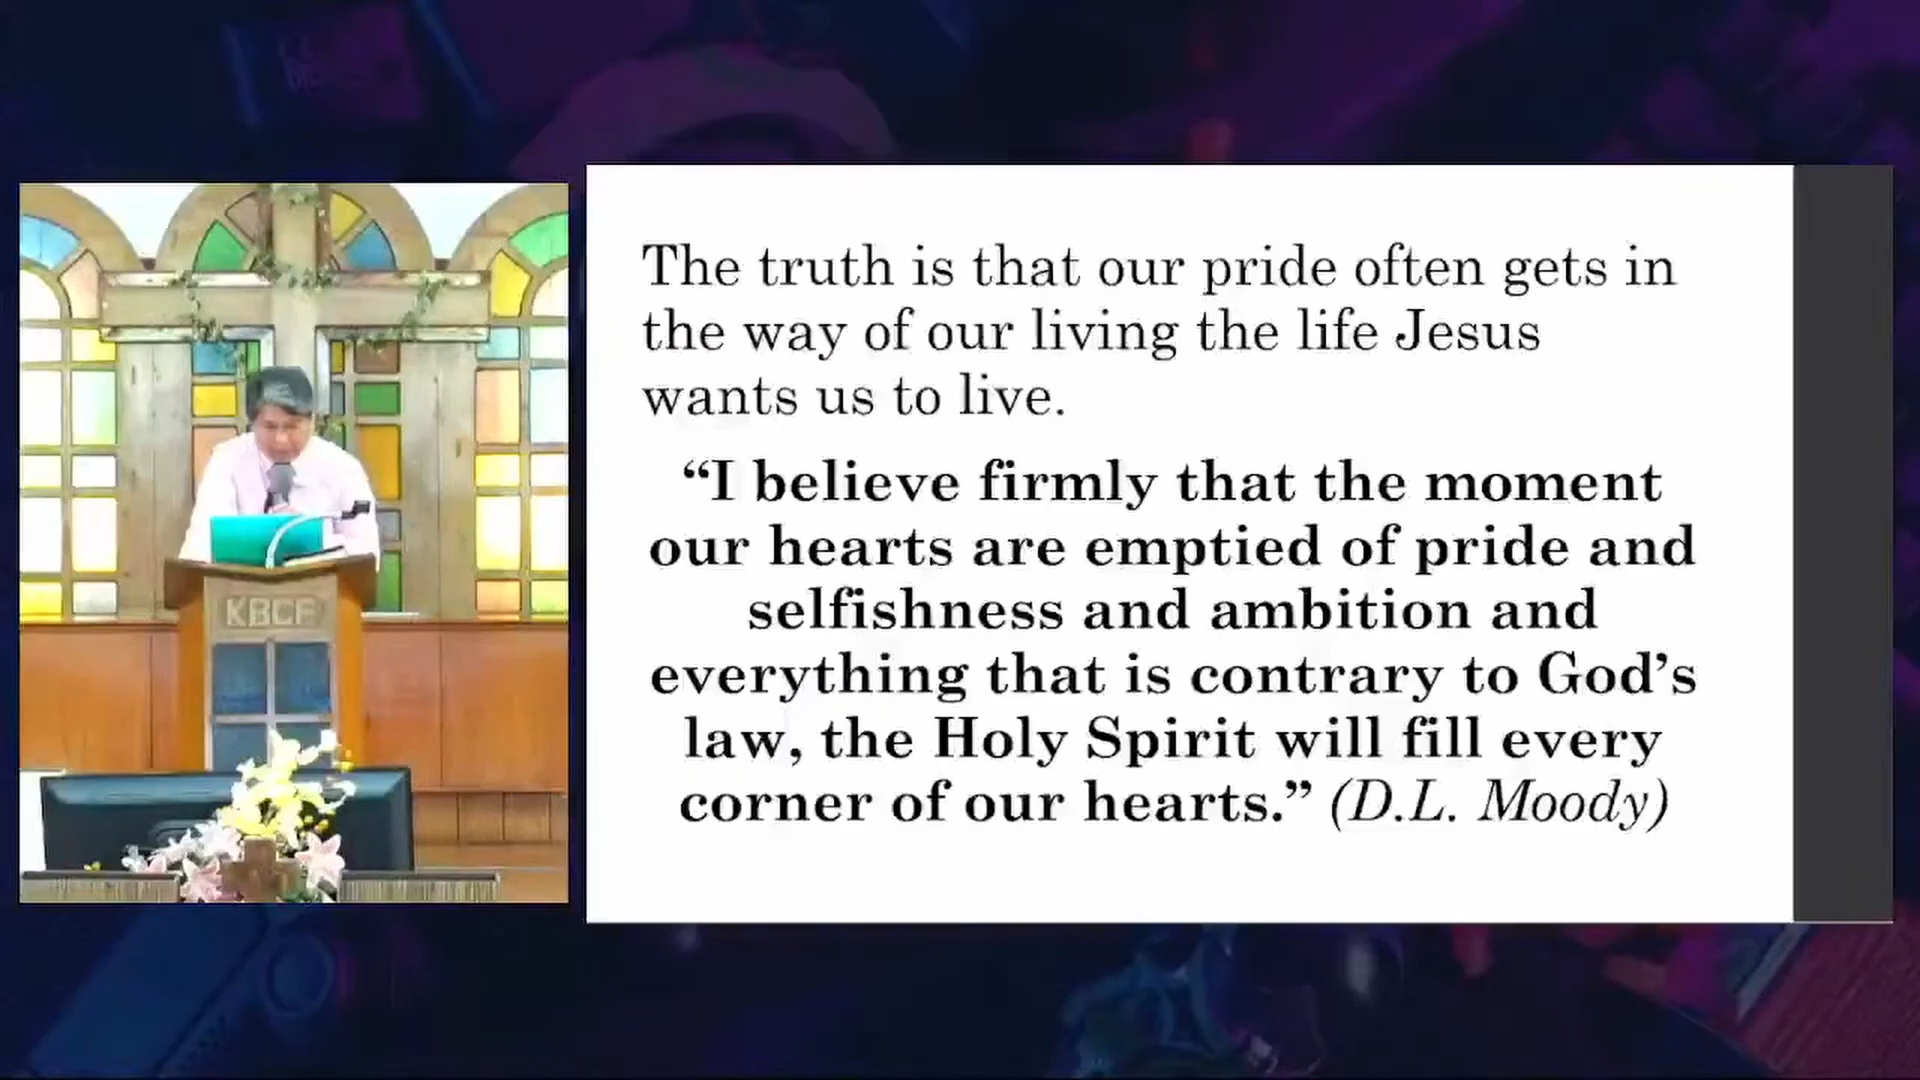 The truth is that our pride often gets in
the way of our living the life Jesus
wants us to live.
“I believe firmly that the moment
our hearts are emptied of pride and
selfishness and ambition and
everything that is contrary to God’s
law, the Holy Spirit will fill every
corner of our hearts.” (D.L. Moody)
KBCF